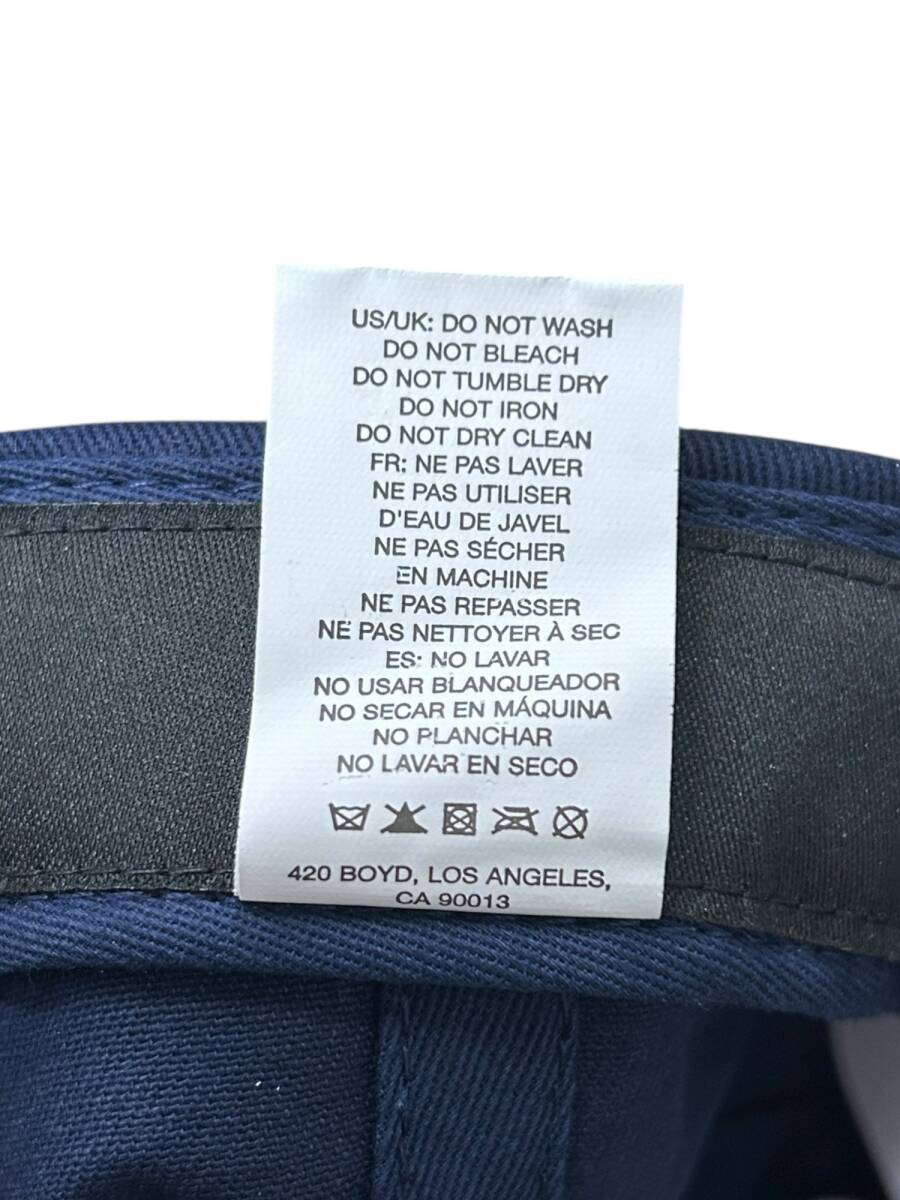 US/UK: DO NOT WASH
DO NOT BLEACH
DO NOT TUMBLE DRY
DO NOT IRON
DO NOT DRY CLEAN
FR: NE PAS LAVER
NE PAS UTILISER
D'EAU DE JAVEL
NE PAS SÉCHER
EN MACHINE
NE PAS REPASSER
NE PAS NETTOYER À SEC
ES: NO LAVAR
NO USAR BLANQUEADOR
NO SECAR EN MÁQUINA
NO PLANCHAR
NO LAVAR EN SECO
420 BOYD, LOS ANGELES,
CA 90013